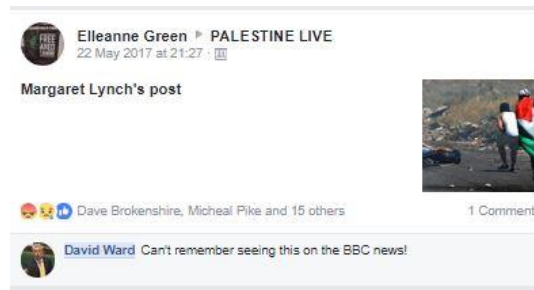 Elleanne Green ▶ PALESTINE LIVE
22 May 2017 at 21:27 ·
Margaret Lynch's post
Dave Brokenshire, Micheal Pike and 15 others
1 Comment
David Ward Can't remember seeing this on the BBC news!